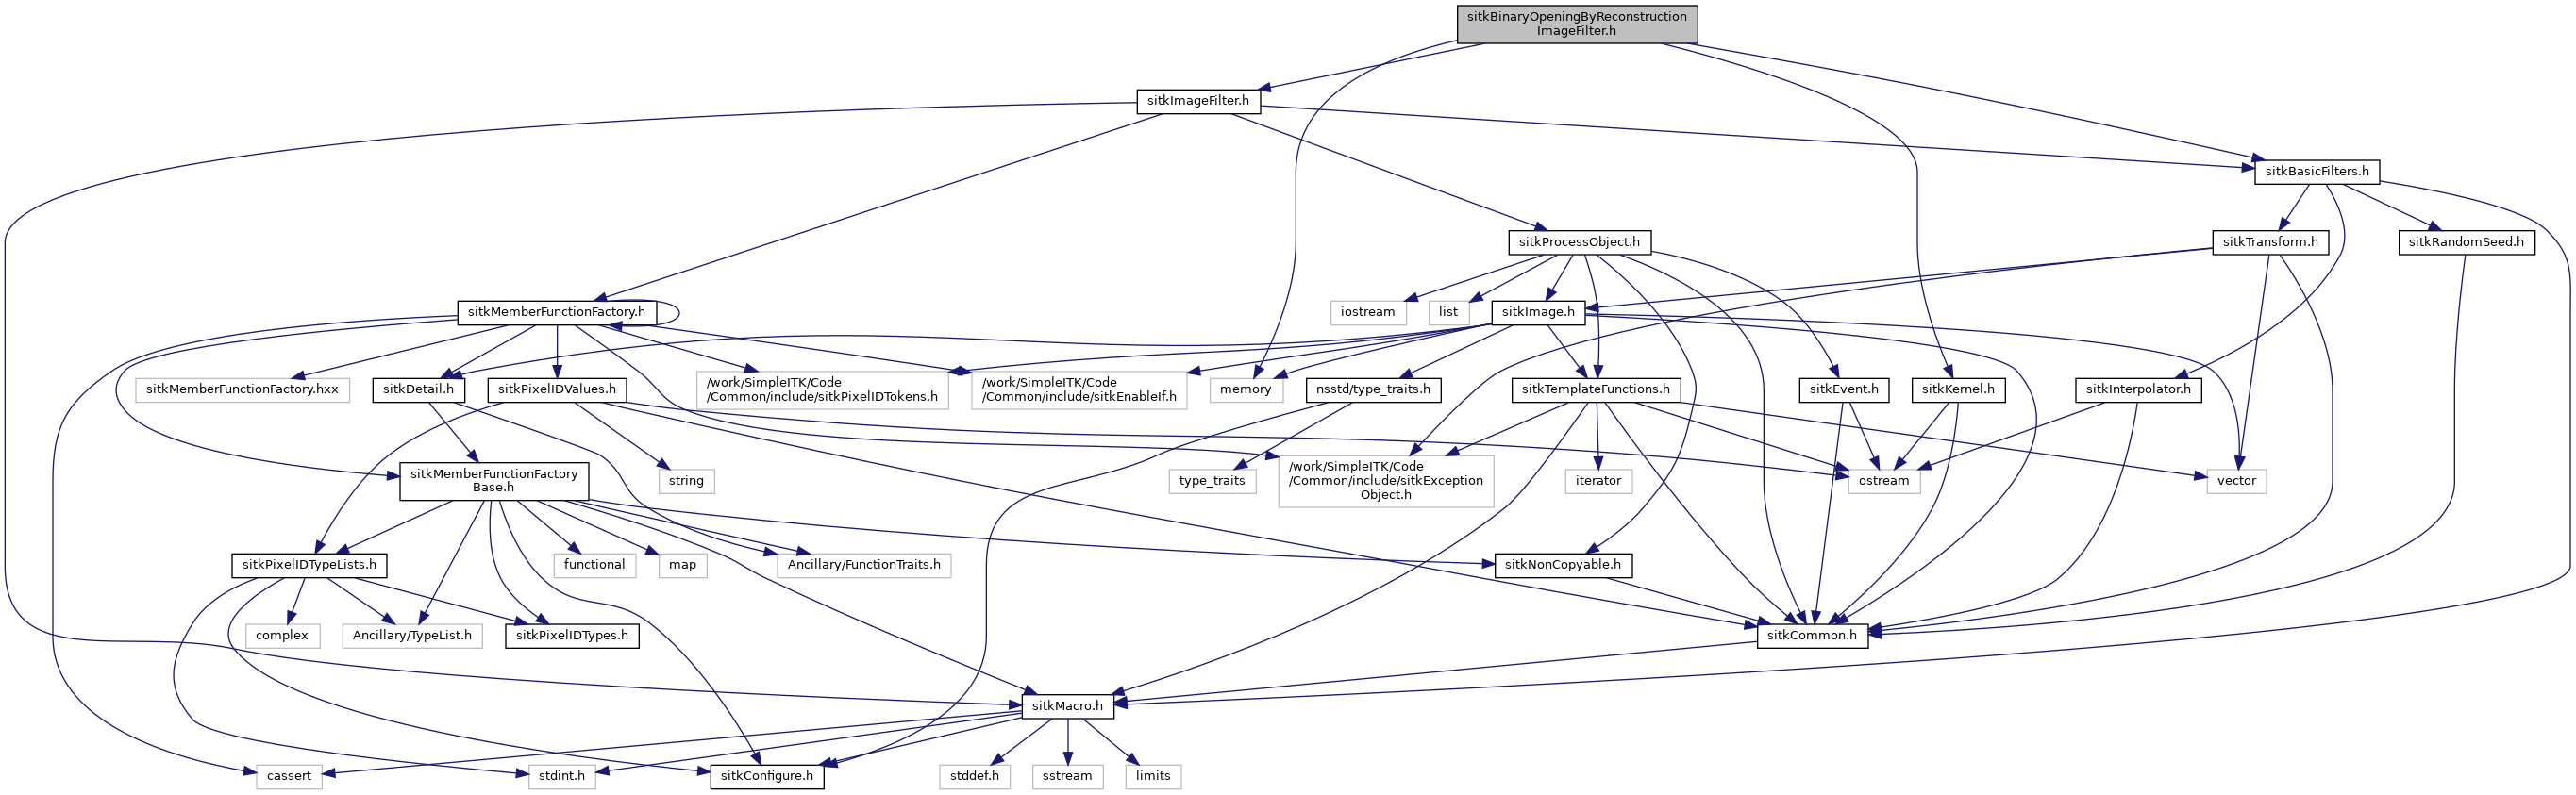 sitkBinaryOpeningByReconstruction
ImageFilter.h
sitkImageFilter.h
sitkBasicFilters.h
sitkProcessObject.h
sitkTransform.h
sitkRandomSeed.h
sitkMemberFunctionFactory.h
iostream
list
sitkImage.h
sitkMemberFunctionFactory.hxx
sitkDetail.h
sitkPixelIDValues.h
/work/SimpleITK/Code
/Common/include/sitkPixelIDTokens.h
/work/SimpleITK/Code
/Common/include/sitkEnableIf.h
memory
nsstd/type_traits.h
sitkTemplateFunctions.h
sitkEvent.h
sitkKernel.h
sitkInterpolator.h
sitkMemberFunctionFactory
Base.h
string
type_traits
/work/SimpleITK/Code
/Common/include/sitkException
Object.h
iterator
ostream
vector
sitkPixelIDTypeLists.h
functional
map
Ancillary/FunctionTraits.h
sitkNonCopyable.h
complex
Ancillary/TypeList.h
sitkPixelIDTypes.h
sitkCommon.h
sitkMacro.h
cassert
stdint.h
sitkConfigure.h
stddef.h
sstream
limits